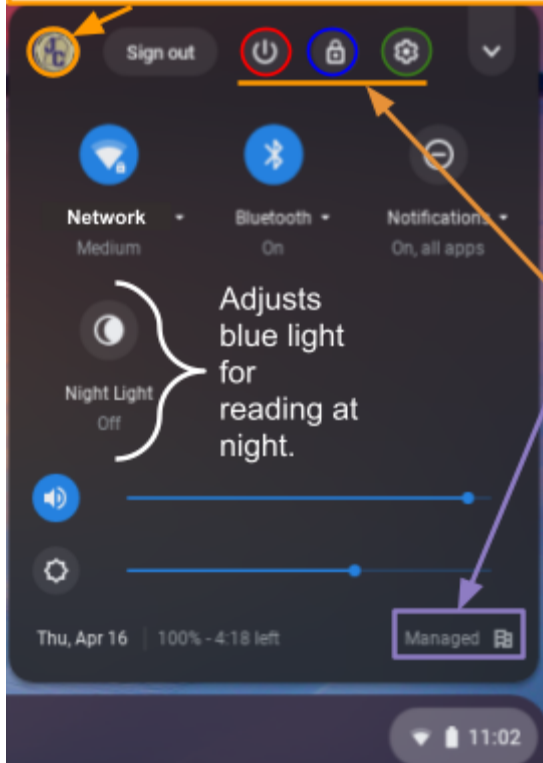 JC
Sign out
Network
Bluetooth
Notifications
Medium
On
On, all apps
Night Light
Off
Adjusts
blue light
for
reading at
night.
Thu, Apr 16
100% - 4:18 left
Managed
11:02